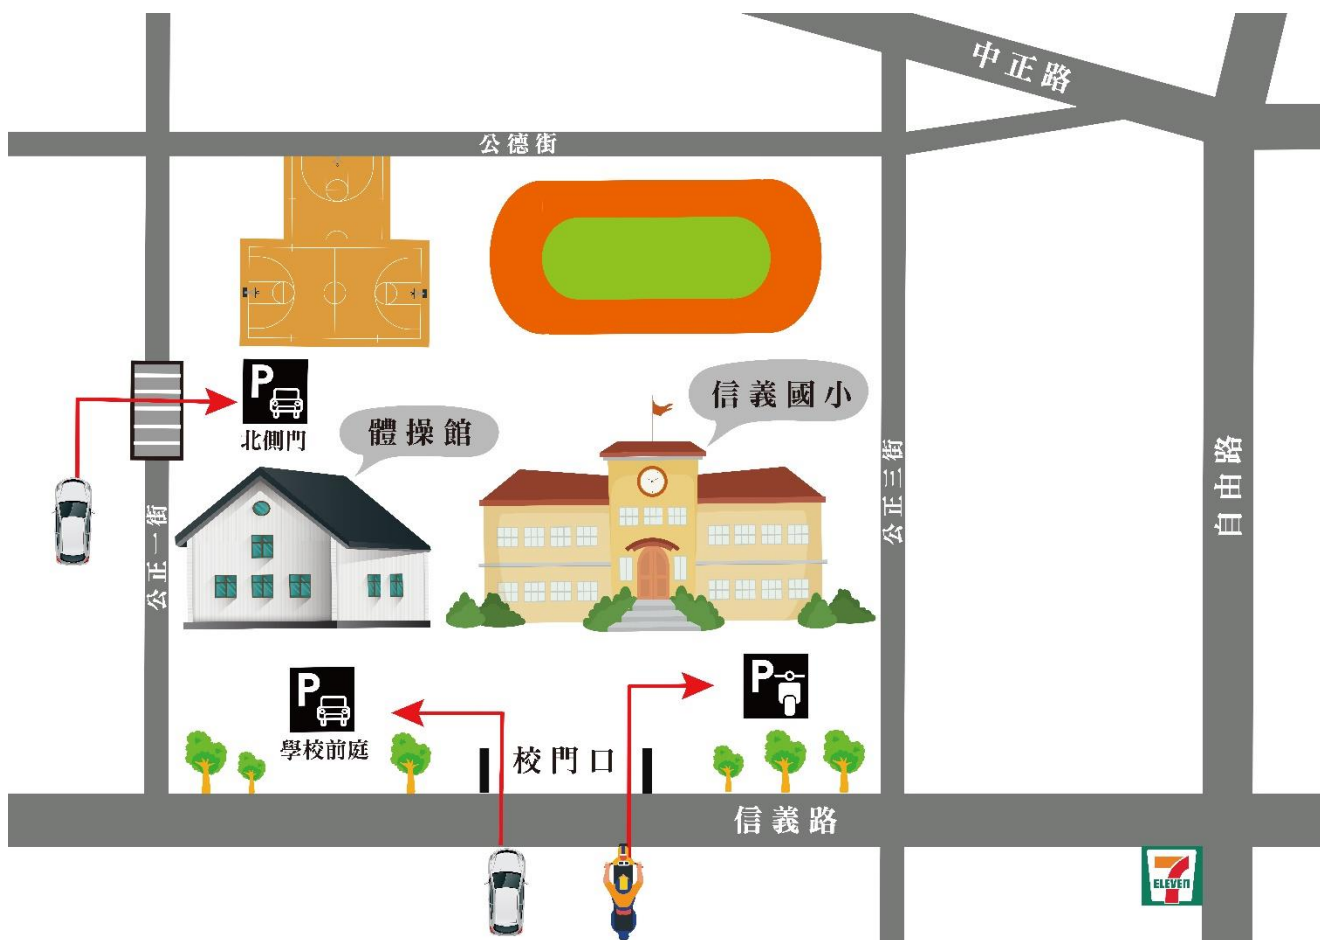 中正路
公德街
信義國小
P
北側門
體操館
公正三街
自由路
公正一街
P
學校前庭
P
校門口
信義路
7
ELEVEn